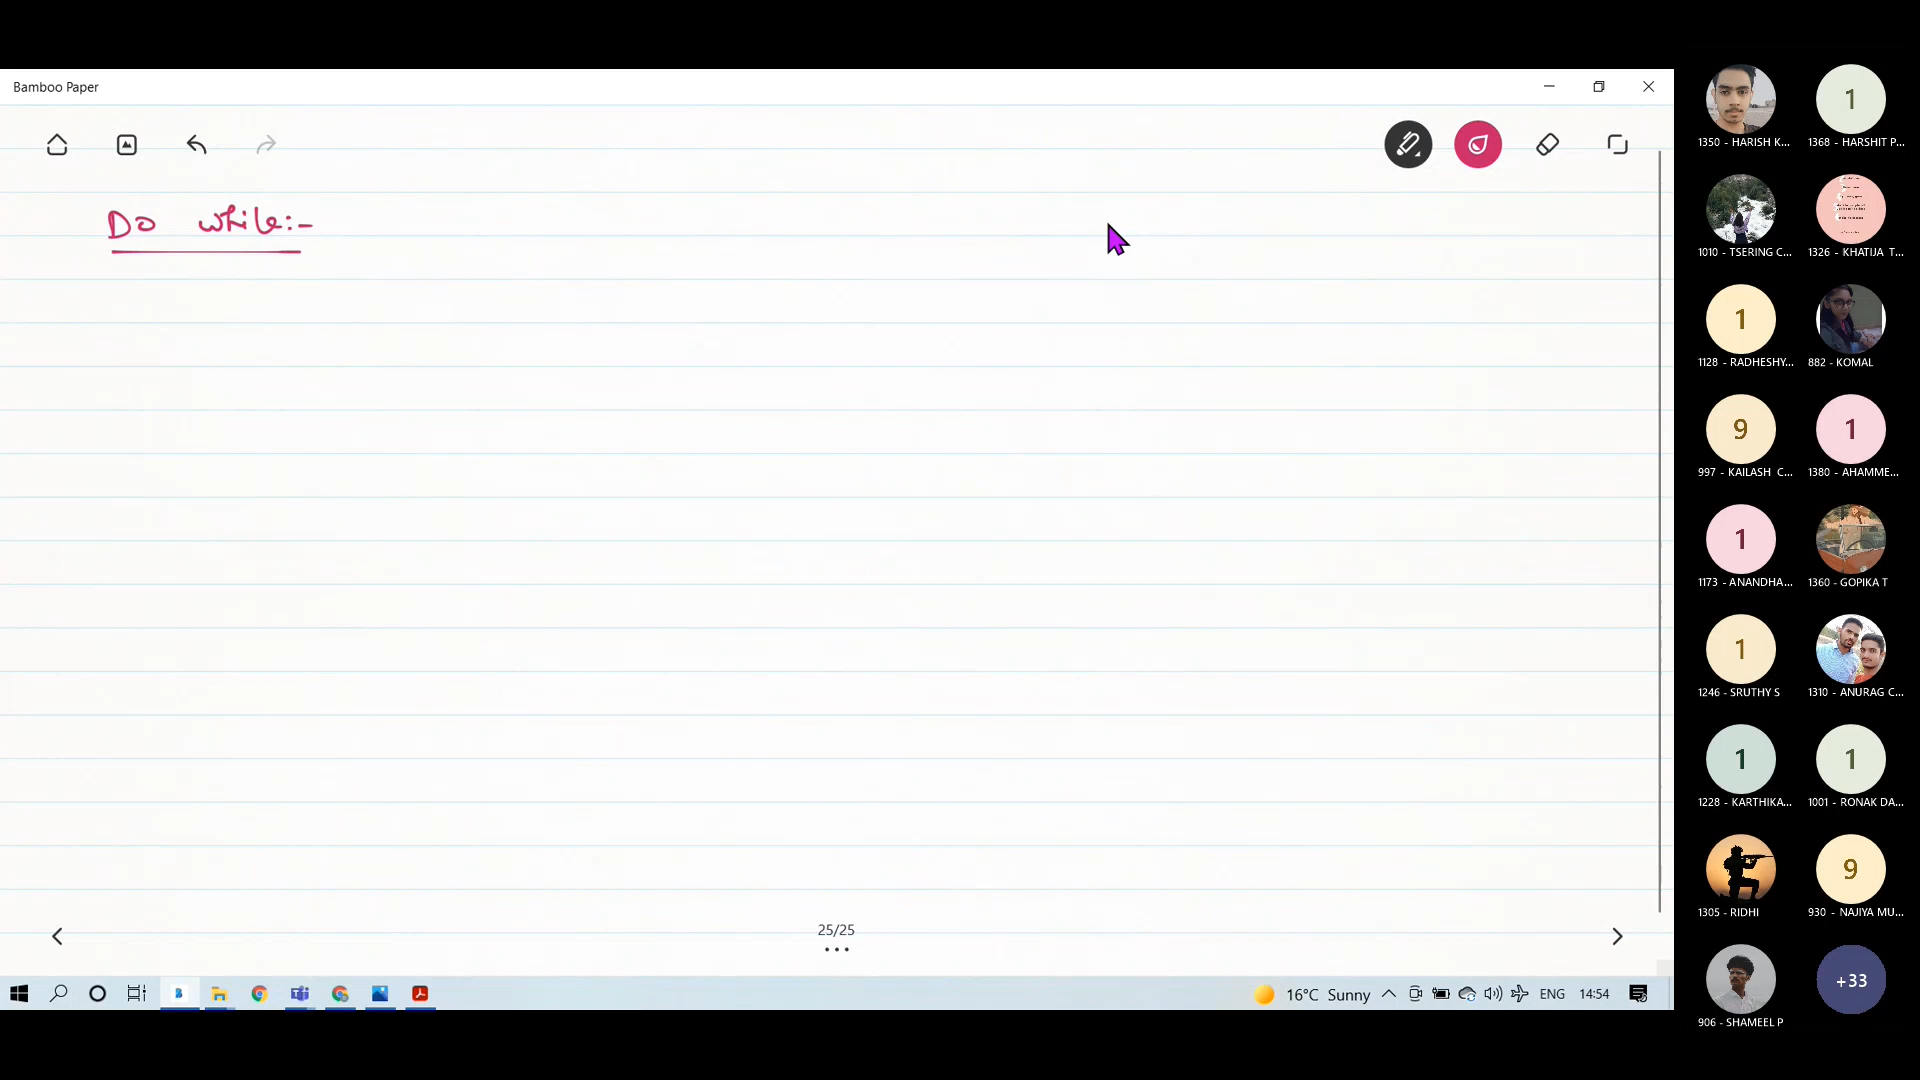 Bamboo Paper
Do while:-
25/25
16°C Sunny
ENG
14:54
1
1350 - HARISH K...
1368 - HARSHIT P...
1010 - TSERING C...
1326 - KHATIJA T...
1
1128 - RADHESHY...
882 - KOMAL
9
1
997 - KAILASH C...
1380 - AHAMME...
1
1173 - ANANDHA...
1360 - GOPIKA T
1
1246 - SRUTHY S
1310 - ANURAG C...
1
1
1228 - KARTHIKA...
1001 - RONAK DA...
9
1305 - RIDHI
930 - NAJIYA MU...
+33
906 - SHAMEEL P